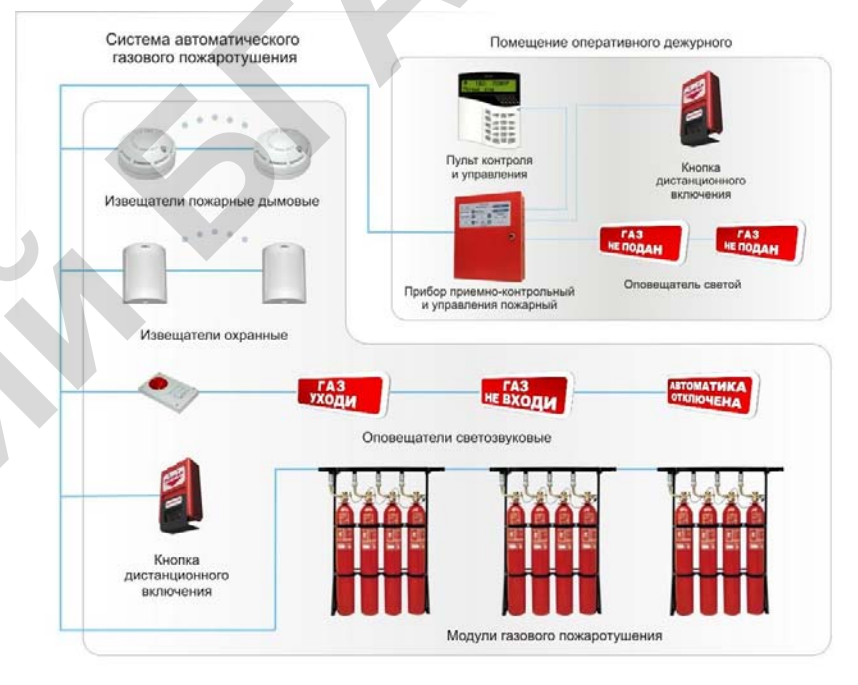 Система автоматического
газового пожаротушения
Помещение оперативного дежурного
Пульт контроля
и управления
Кнопка
дистанционного
включения
Извещатели пожарные дымовые
ГАЗ
НЕ ПОДАН
ГАЗ
НЕ ПОДАН
Прибор приемно-контрольный
и управления пожарный
Оповещатель светой
Извещатели охранные
ГАЗ
УХОДИ
ГАЗ
НЕ ВХОДИ
АВТОМАТИКА
ОТКЛЮЧЕНА
Оповещатели светозвуковые
Кнопка
дистанционного
включения
Модули газового пожаротушения
ИЙ БГА